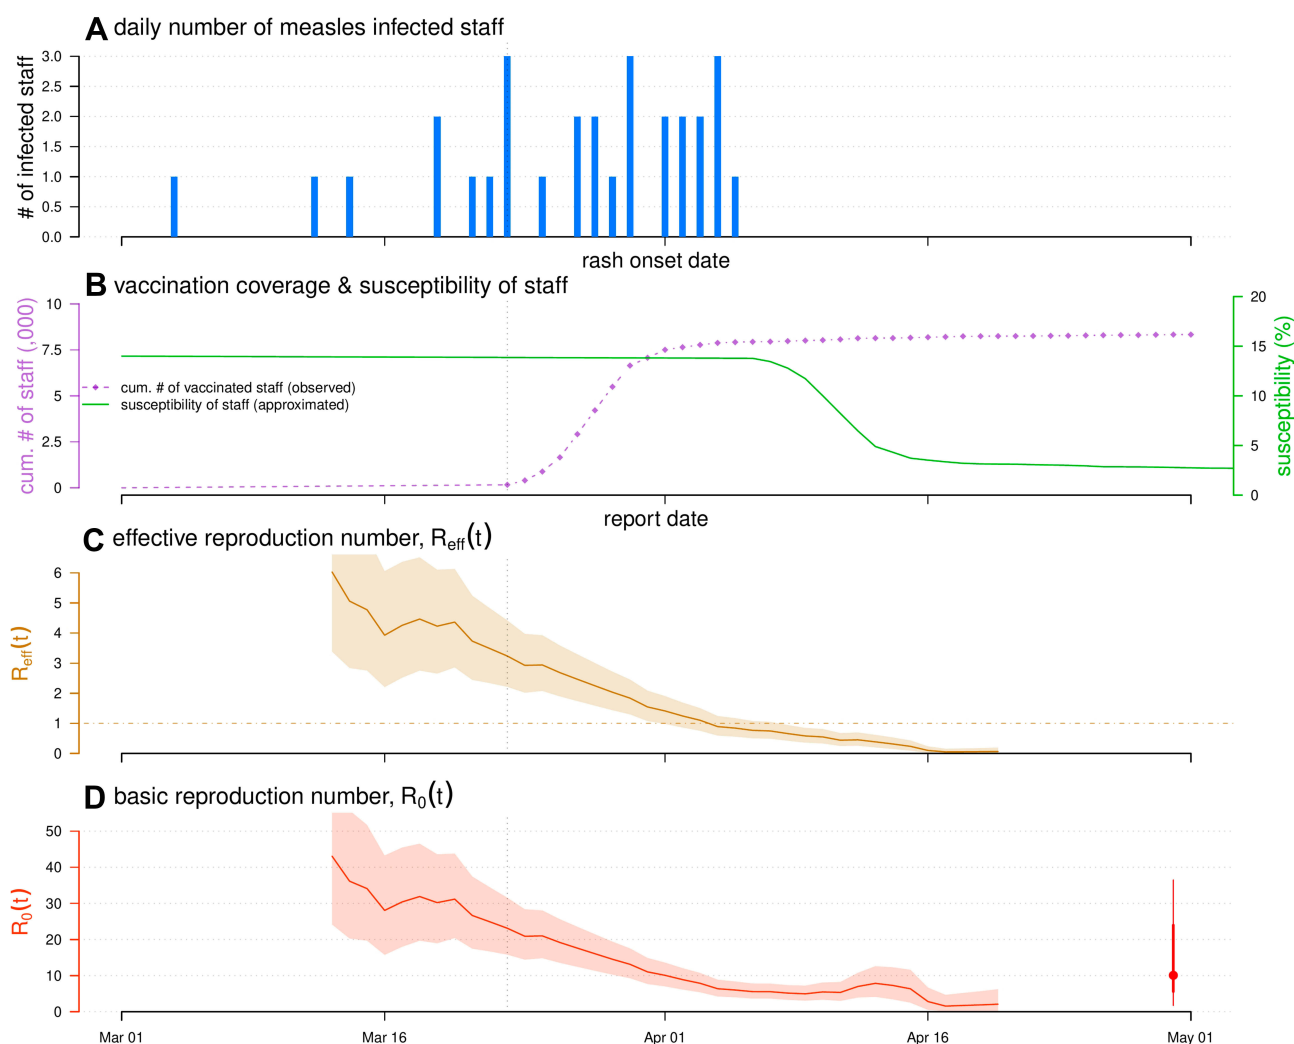 A daily number of measles infected staff
# of infected staff
3.0
2.5
2.0
1.5
1.0
0.5
0.0
rash onset date
B vaccination coverage & susceptibility of staff
cum. # of staff (,000)
10
7.5
5
2.5
0
cum. # of vaccinated staff (observed)
susceptibility of staff (approximated)
20
15
10
5
0
susceptibility (%)
report date
C effective reproduction number, Reff(t)
Reff(t)
6
5
4
3
2
1
0
D basic reproduction number, R0(t)
R0(t)
50
40
30
20
10
0
Mar 01 Mar 16 Apr 01 Apr 16 May 01